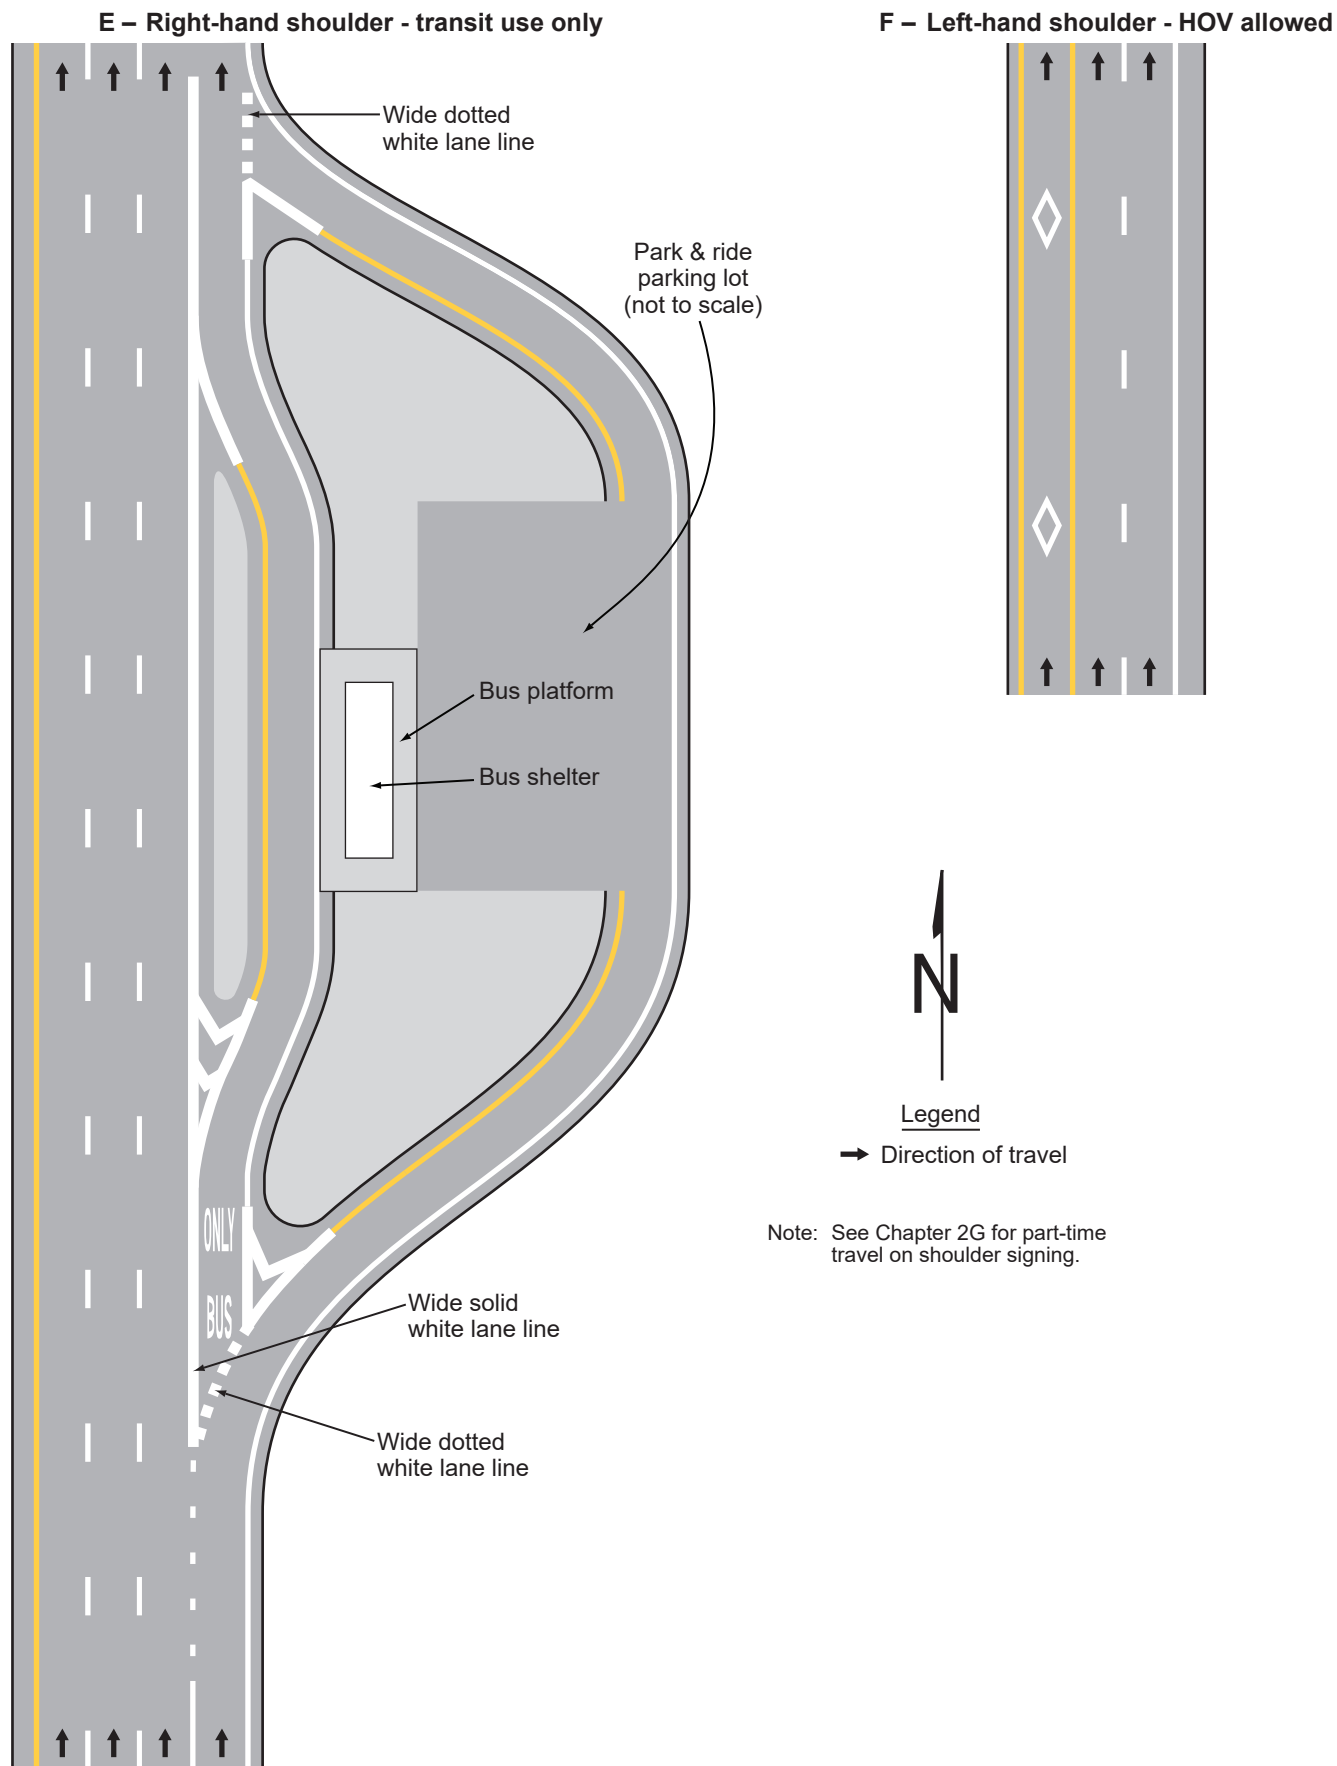 E – Right-hand shoulder - transit use only
F – Left-hand shoulder - HOV allowed
Wide dotted
white lane line
Park & ride
parking lot
(not to scale)
Bus platform
Bus shelter
N
Legend
Direction of travel
Note: See Chapter 2G for part-time
travel on shoulder signing.
ONLY
BUS
Wide solid
white lane line
Wide dotted
white lane line